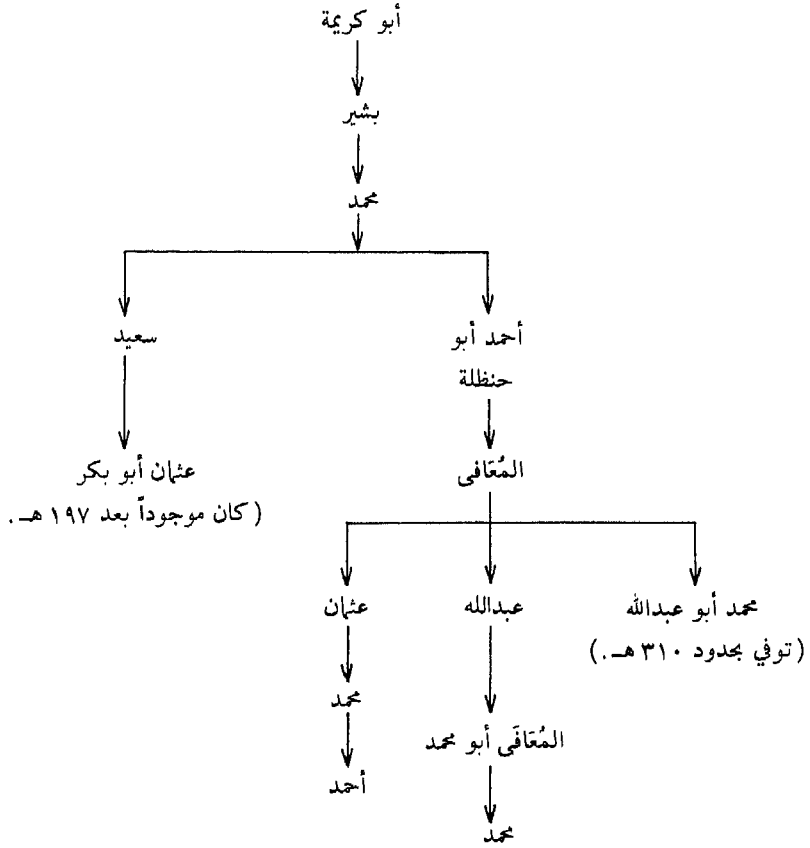 أبو كريمة
بشير
محمد
أحمد أبو
حنظلة
سعيد
المُعَافى
عثمان أبو بكر
(كان موجوداً بعد ١٩٧ هـ.
محمد أبو عبدالله
(توفي بحدود ٣١٠ هـ.)
عبدالله
عثمان
محمد
المُعَافَى أبو محمد
أحمد
محمد